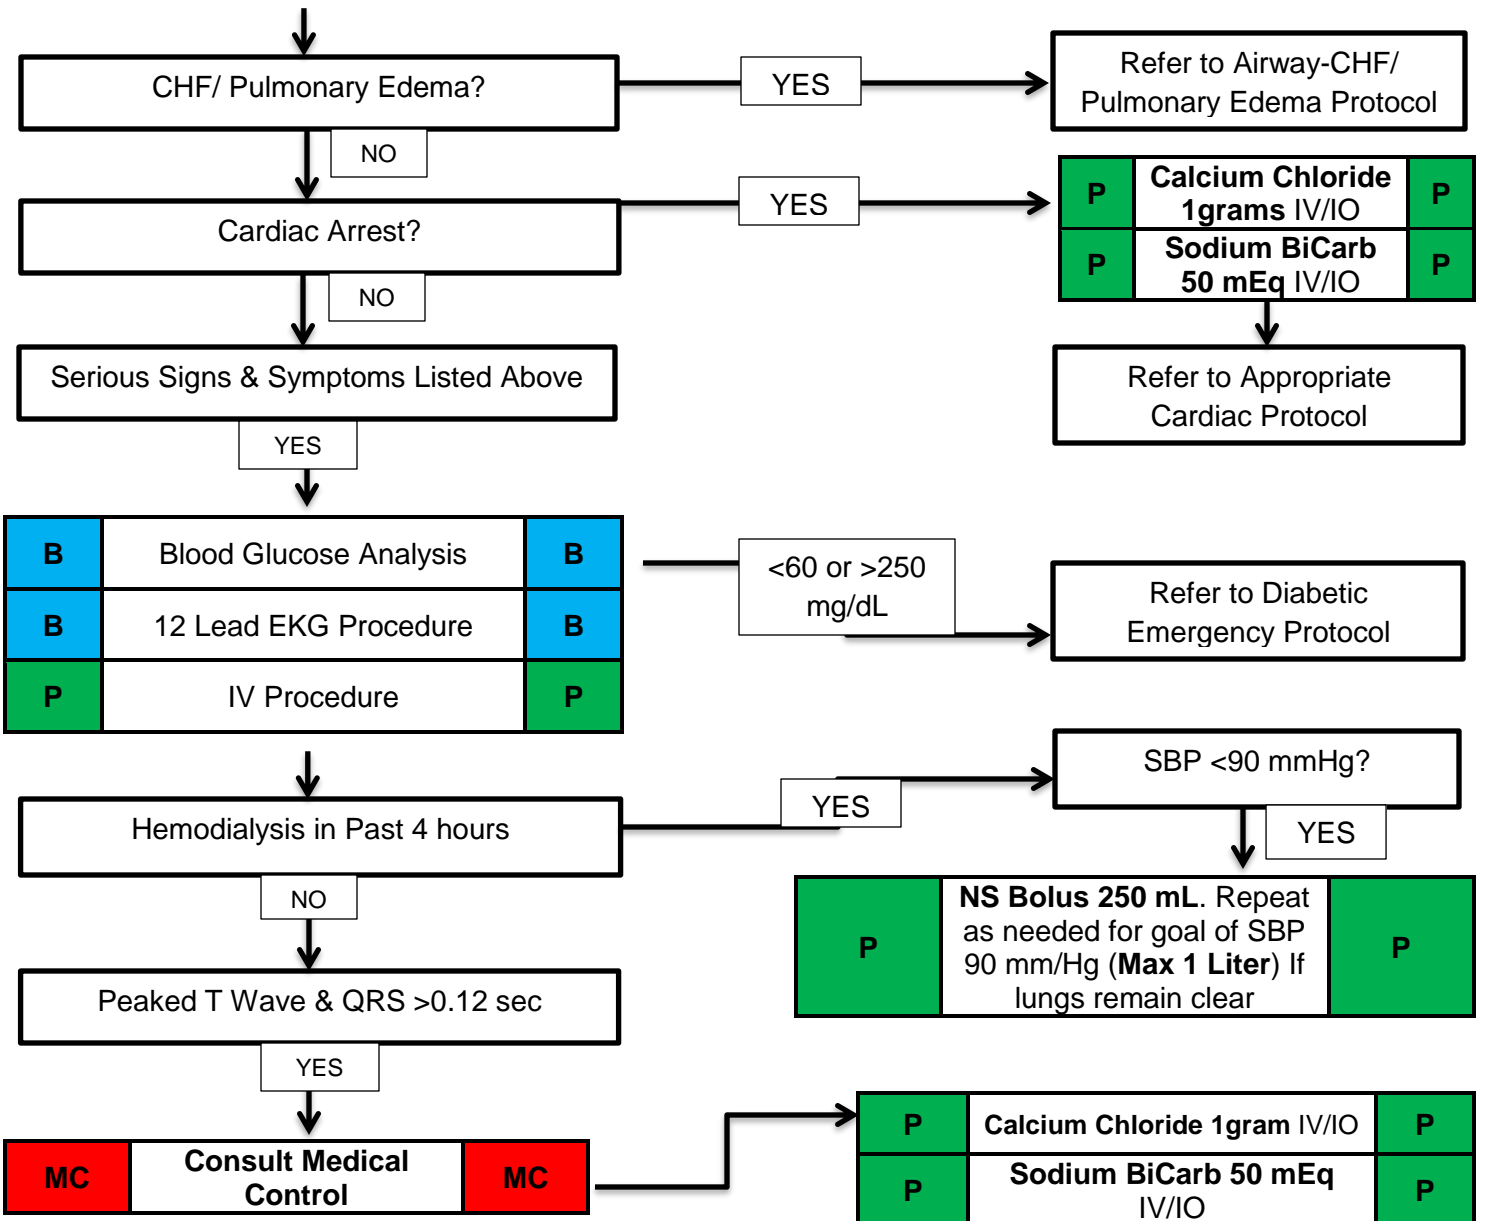 CHF/ Pulmonary Edema?
YES
Refer to Airway-CHF/
Pulmonary Edema Protocol
NO
Cardiac Arrest?
YES
P
Calcium Chloride
1grams IV/IO
P
P
Sodium BiCarb
50 mEq IV/IO
P
NO
Serious Signs & Symptoms Listed Above
Refer to Appropriate
Cardiac Protocol
YES
B
Blood Glucose Analysis
B
B
12 Lead EKG Procedure
B
P
IV Procedure
P
<60 or >250
mg/dL
Refer to Diabetic
Emergency Protocol
Hemodialysis in Past 4 hours
YES
SBP <90 mmHg?
YES
NO
P
NS Bolus 250 mL. Repeat
as needed for goal of SBP
90 mm/Hg (Max 1 Liter) If
lungs remain clear
P
Peaked T Wave & QRS >0.12 sec
YES
MC
Consult Medical
Control
MC
P
Calcium Chloride 1gram IV/IO
P
P
Sodium BiCarb 50 mEq
IV/IO
P